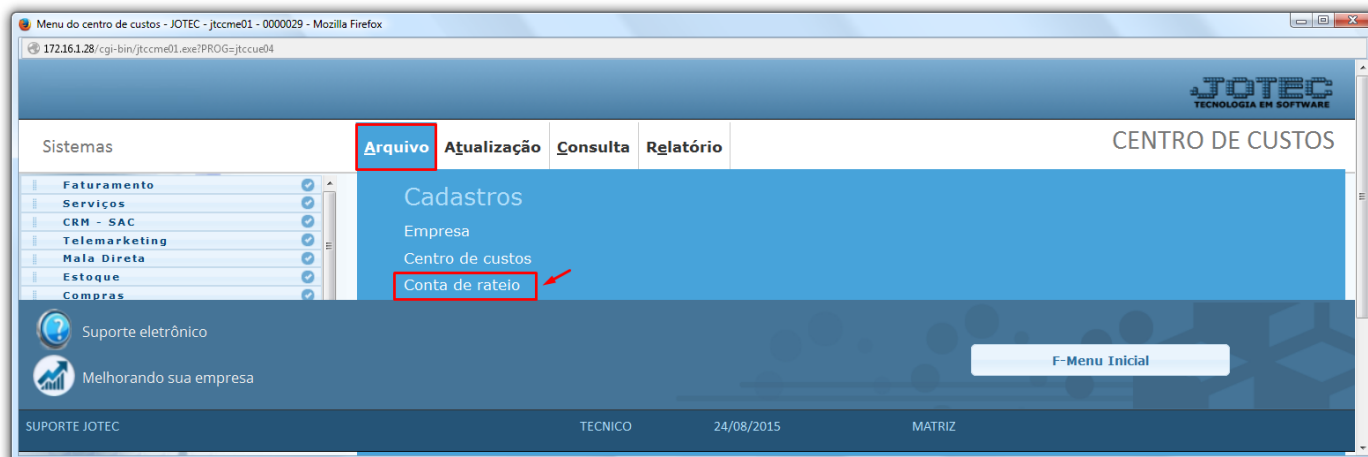 Menu do centro de custos - JOTEC - jtccme01 - 0000029 - Mozilla Firefox
172.16.1.28/cgi-bin/jtccme01.exe?PROG=jtccue04
JOTEC
TECNOLOGIA EM SOFTWARE
Sistemas
Arquivo Atualização Consulta Relatório
CENTRO DE CUSTOS
Faturamento
Serviços
CRM - SAC
Telemarketing
Mala Direta
Estoque
Compras
Cadastros
Empresa
Centro de custos
Conta de rateio
Suporte eletrônico
Melhorando sua empresa
F-Menu Inicial
SUPORTE JOTEC TECNICO 24/08/2015 MATRIZ